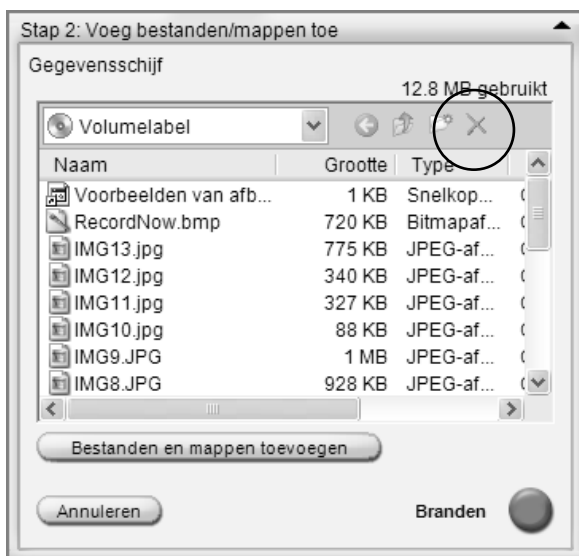 Stap 2: Voeg bestanden/mappen toe
Gegevensschijf
12.8 MB gebruikt
Volumelabel
Naam Grootte Type
Voorbeelden van afb... 1 KB Snelkop...
RecordNow.bmp 720 KB Bitmapaf...
IMG13.jpg 775 KB JPEG-af...
IMG12.jpg 340 KB JPEG-af...
IMG11.jpg 327 KB JPEG-af...
IMG10.jpg 88 KB JPEG-af...
IMG9.JPG 1 MB JPEG-af...
IMG8.JPG 928 KB JPEG-af...
Bestanden en mappen toevoegen
Annuleren Branden